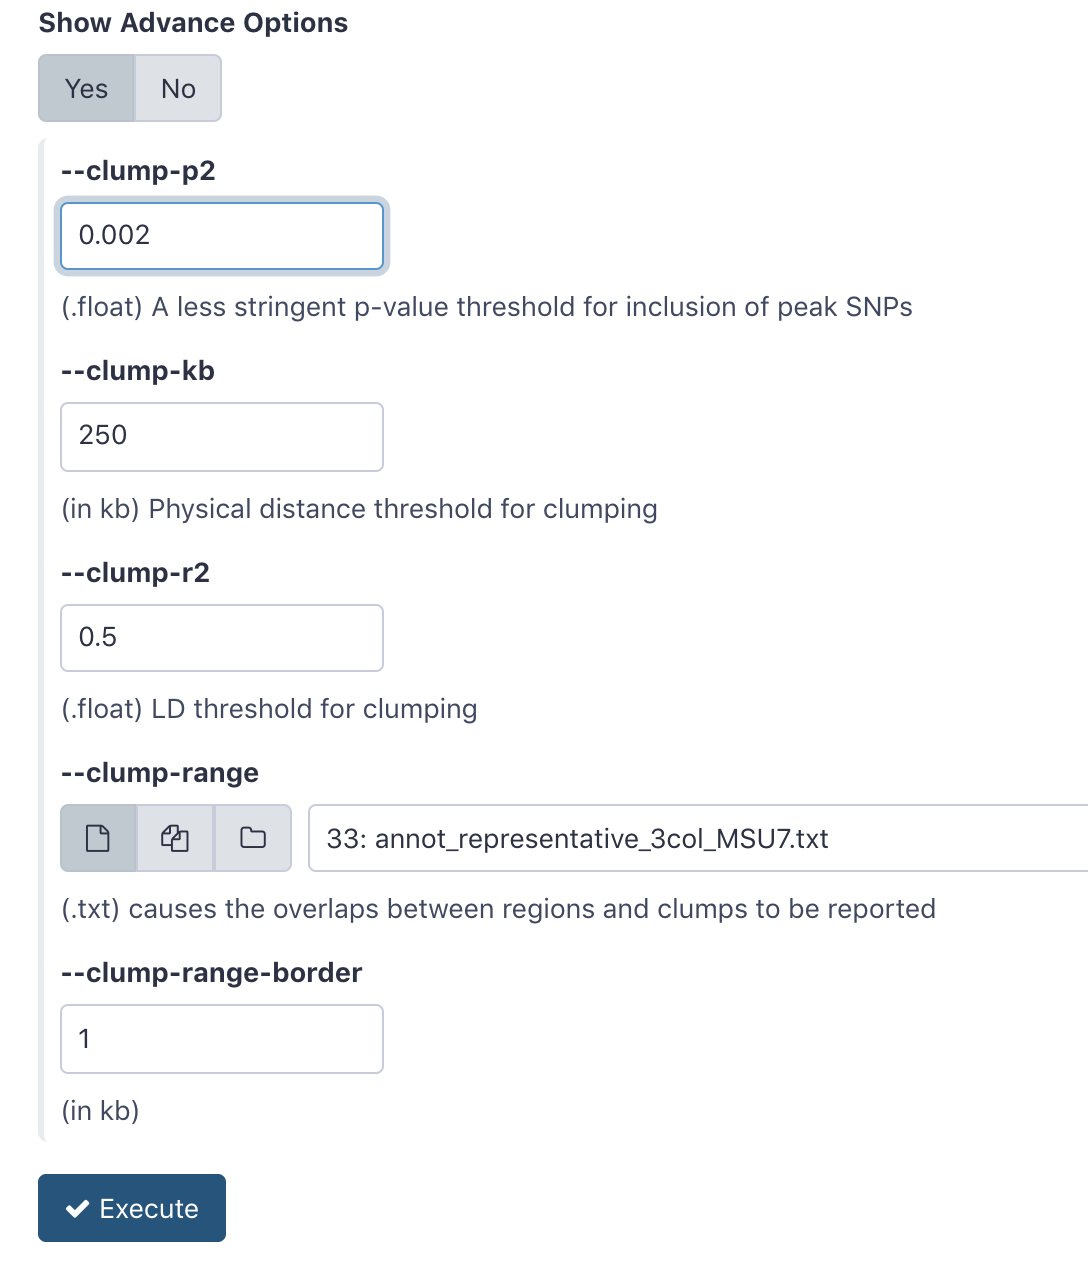 Show Advance Options
Yes No
--clump-p2
0.002
(.float) A less stringent p-value threshold for inclusion of peak SNPs
--clump-kb
250
(in kb) Physical distance threshold for clumping
--clump-r2
0.5
(.float) LD threshold for clumping
--clump-range
33: annot_representative_3col_MSU7.txt
(.txt) causes the overlaps between regions and clumps to be reported
--clump-range-border
1
(in kb)
Execute